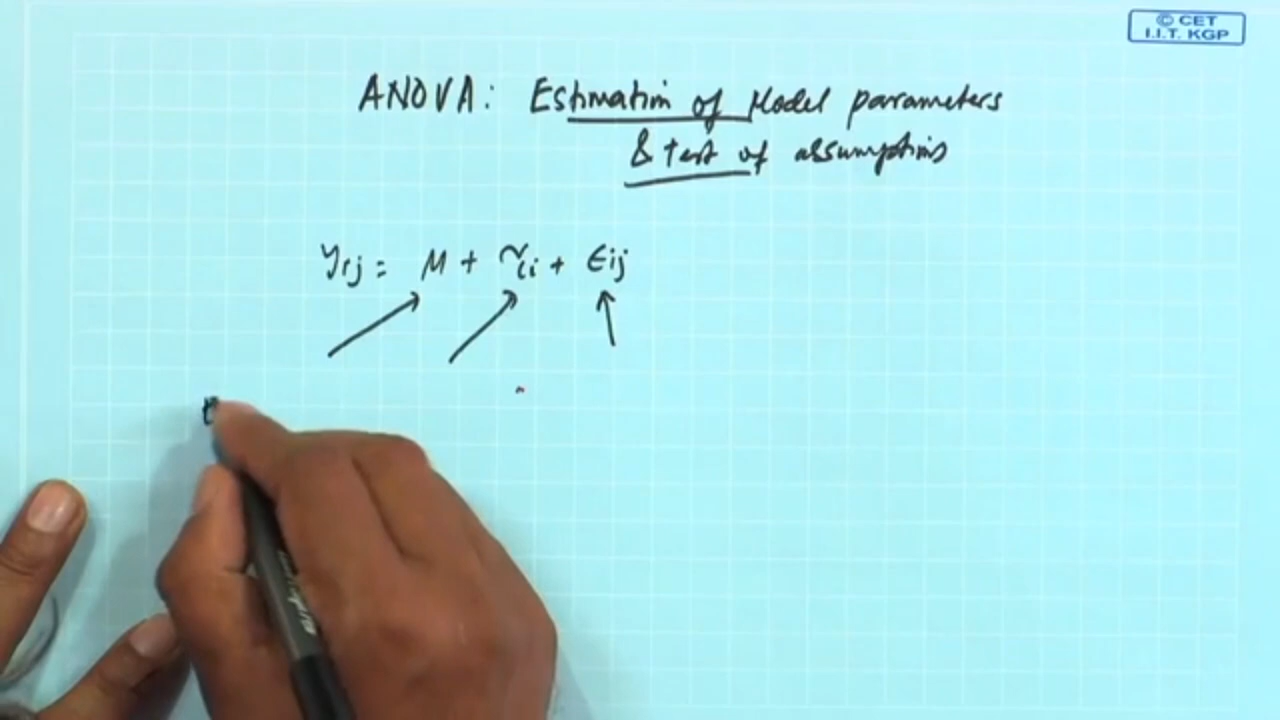 © CET
I.I.T. KGP
ANOVA: Estimation of Model parameters
& test of assumptions
yij = μ + τi + εij